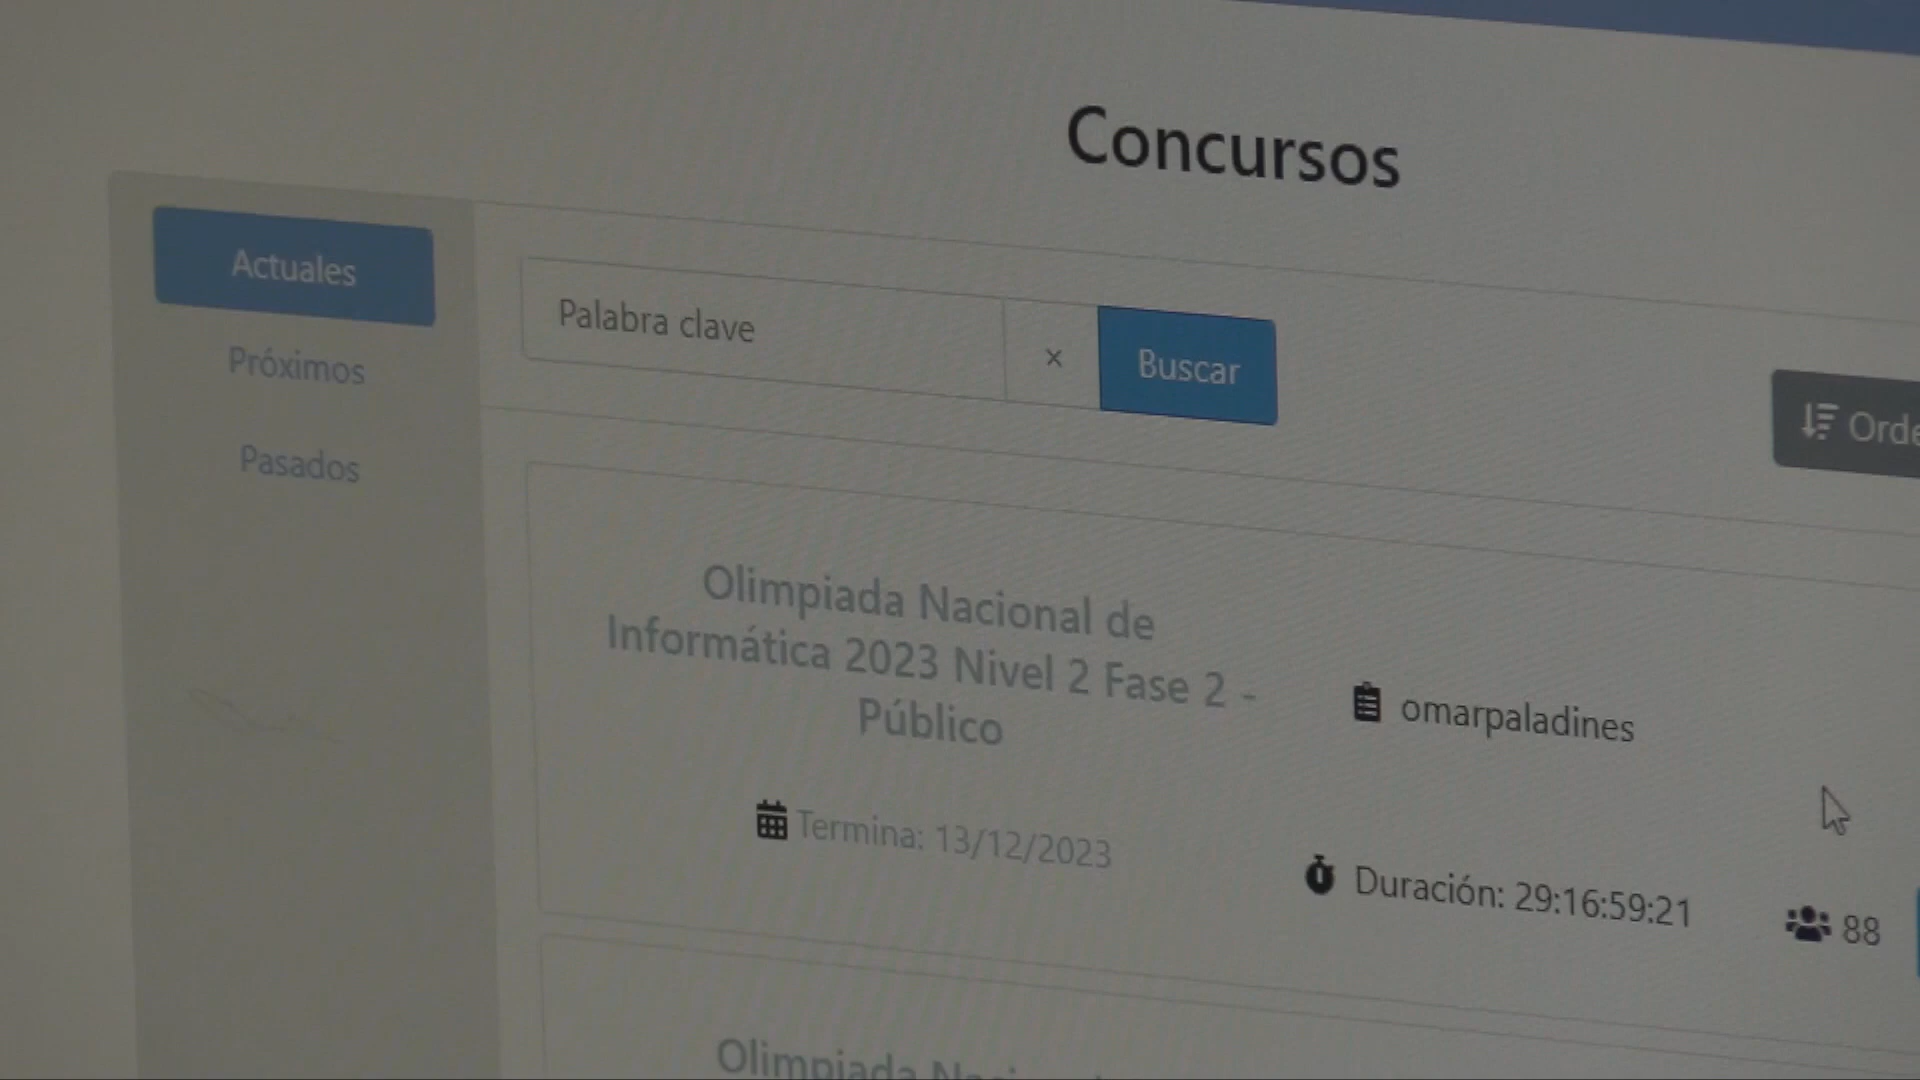 Concursos
Actuales
Próximos
Pasados
Palabra clave
×
Buscar
Olimpiada Nacional de
Informática 2023 Nivel 2 Fase 2 -
Público
omarpaladines
Termina: 13/12/2023
Duración: 29:16:59:21
88
Olimpiada